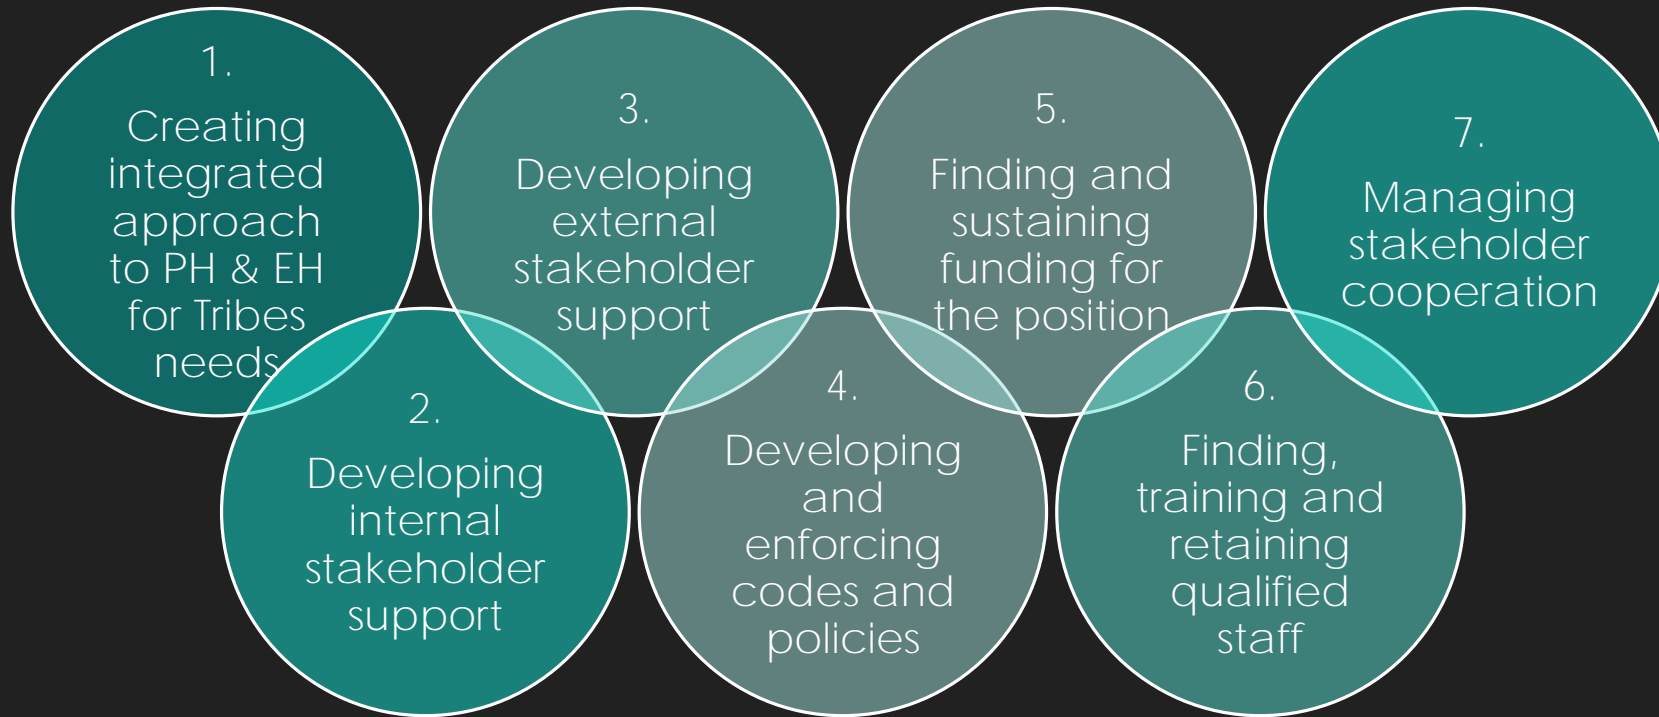 1.
Creating
integrated
approach
to PH & EH
for Tribes
needs
2.
Developing
internal
stakeholder
support
3.
Developing
external
stakeholder
support
4.
Developing
and
enforcing
codes and
policies
5.
Finding and
sustaining
funding for
the position
6.
Finding,
training and
retaining
qualified
staff
7.
Managing
stakeholder
cooperation